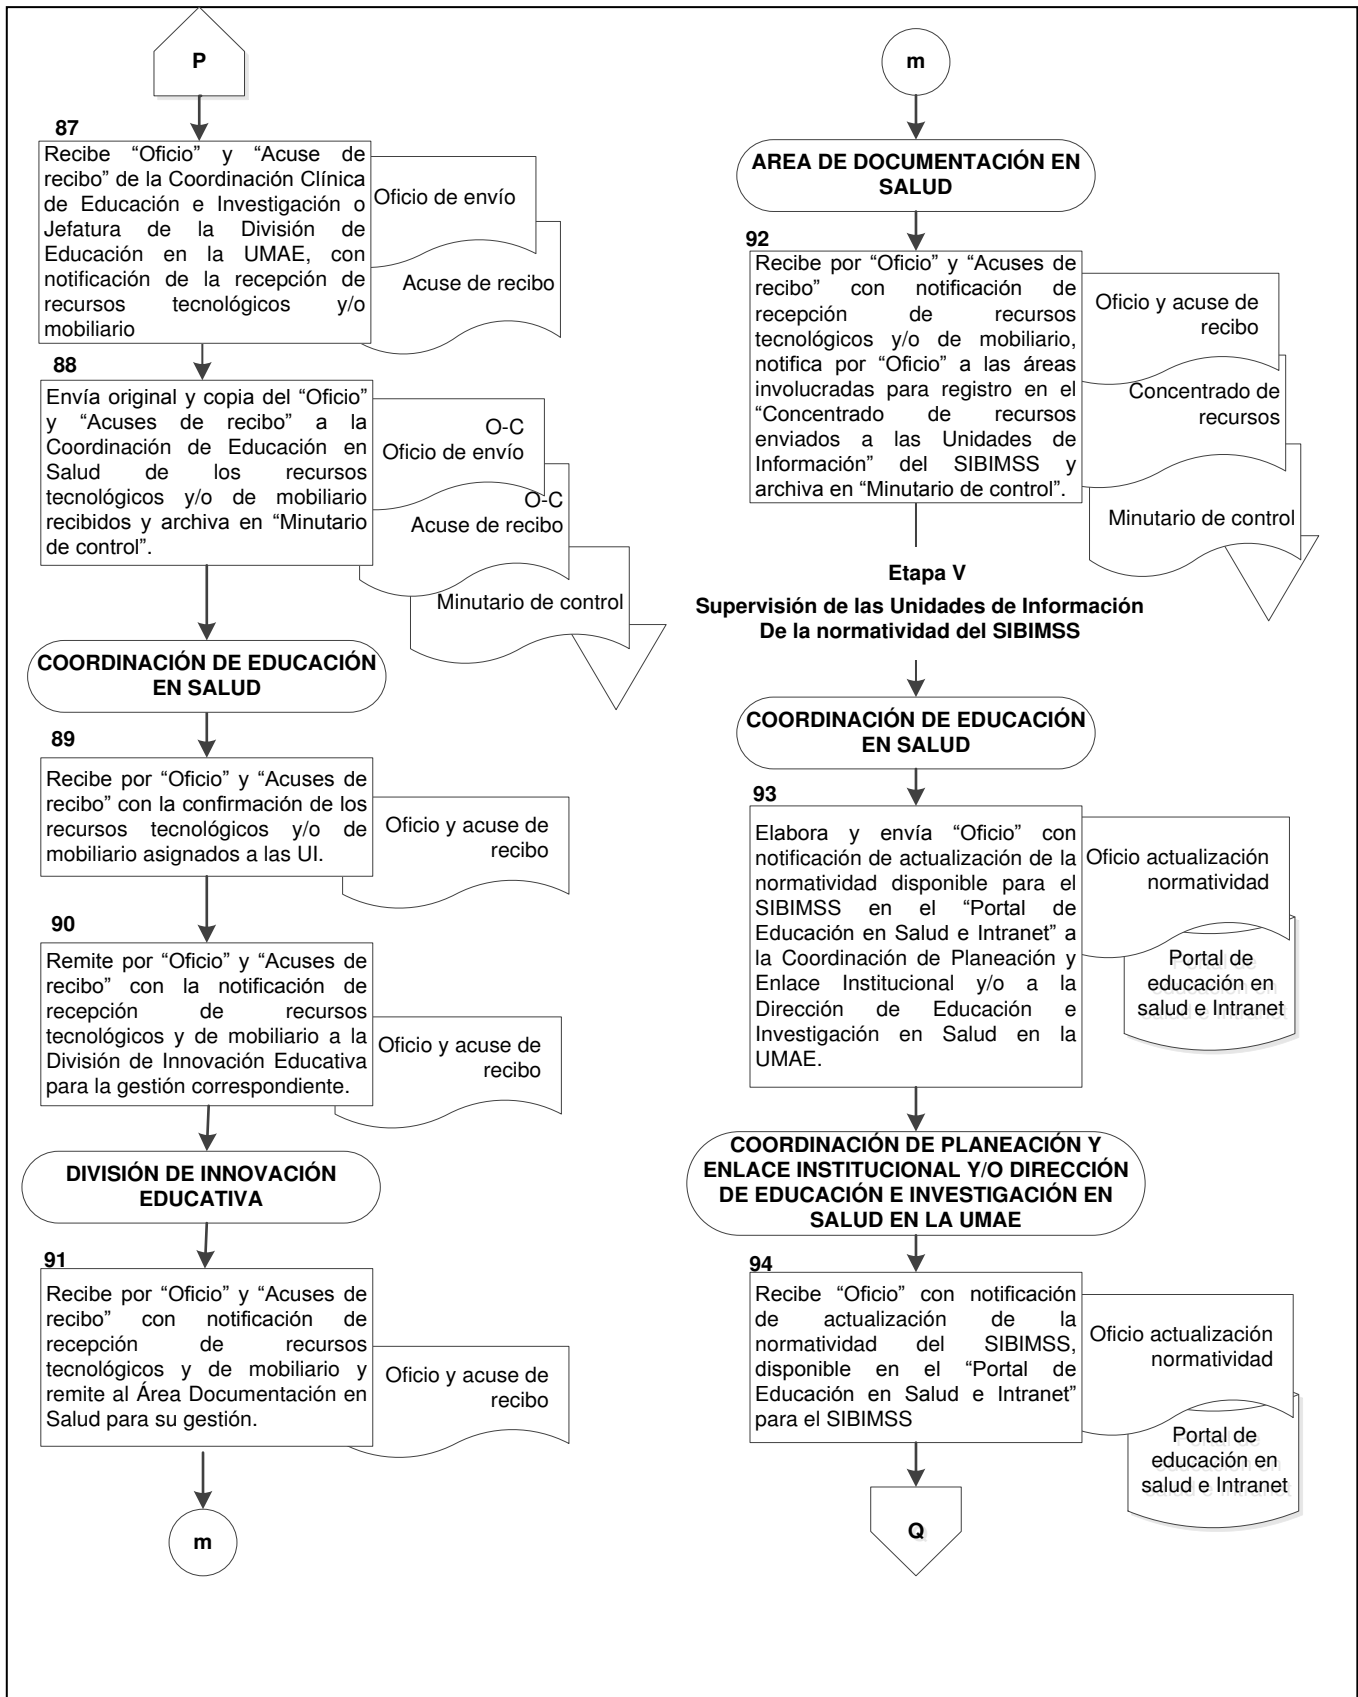 P
87
Recibe “Oficio” y “Acuse de
recibo” de la Coordinación Clínica
de Educación e Investigación o
Jefatura de la División de
Educación en la UMAE, con
notificación de la recepción de
recursos tecnológicos y/o
mobiliario
Oficio de envío
Acuse de recibo
88
Envía original y copia del “Oficio”
y “Acuses de recibo” a la
Coordinación de Educación en
Salud de los recursos
tecnológicos y/o de mobiliario
recibidos y archiva en “Minutario
de control”.
O-C
Oficio de envío
O-C
Acuse de recibo
Minutario de control
COORDINACIÓN DE EDUCACIÓN
EN SALUD
89
Recibe por “Oficio” y “Acuses de
recibo” con la confirmación de los
recursos tecnológicos y/o de
mobiliario asignados a las UI.
Oficio y acuse de
recibo
90
Remite por “Oficio” y “Acuses de
recibo” con la notificación de
recepción de recursos
tecnológicos y de mobiliario a la
División de Innovación Educativa
para la gestión correspondiente.
Oficio y acuse de
recibo
DIVISIÓN DE INNOVACIÓN
EDUCATIVA
91
Recibe por “Oficio” y “Acuses de
recibo” con notificación de
recepción de recursos
tecnológicos y de mobiliario y
remite al Área Documentación en
Salud para su gestión.
Oficio y acuse de
recibo
m
m
AREA DE DOCUMENTACIÓN EN
SALUD
92
Recibe por “Oficio” y “Acuses de
recibo” con notificación de
recepción de recursos
tecnológicos y/o de mobiliario,
notifica por “Oficio” a las áreas
involucradas para registro en el
“Concentrado de recursos
enviados a las Unidades de
Información” del SIBIMSS y
archiva en “Minutario de control”.
Oficio y acuse de
recibo
Concentrado de
recursos
Minutario de control
Etapa V
Supervisión de las Unidades de Información
De la normatividad del SIBIMSS
COORDINACIÓN DE EDUCACIÓN
EN SALUD
93
Elabora y envía “Oficio” con
notificación de actualización de la
normatividad disponible para el
SIBIMSS en el “Portal de
Educación en Salud e Intranet” a
la Coordinación de Planeación y
Enlace Institucional y/o a la
Dirección de Educación e
Investigación en Salud en la
UMAE.
Oficio actualización
normatividad
Portal de
educación en
salud e Intranet
COORDINACIÓN DE PLANEACIÓN Y
ENLACE INSTITUCIONAL Y/O DIRECCIÓN
DE EDUCACIÓN E INVESTIGACIÓN EN
SALUD EN LA UMAE
94
Recibe “Oficio” con notificación
de actualización de la
normatividad del SIBIMSS,
disponible en el “Portal de
Educación en Salud e Intranet”
para el SIBIMSS
Oficio actualización
normatividad
Portal de
educación en
salud e Intranet
Q